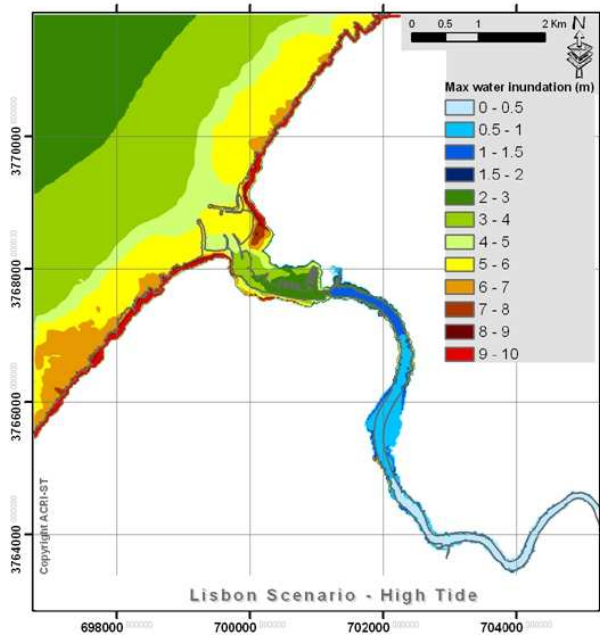 0 0.5 1 2 Km
N
Max water inundation (m)
0 - 0.5
0.5 - 1
1 - 1.5
1.5 - 2
2 - 3
3 - 4
4 - 5
5 - 6
6 - 7
7 - 8
8 - 9
9 - 10
3770000
3768000
3766000
3764000
Copyright ACRI-ST
Lisbon Scenario - High Tide
698000 700000 702000 704000